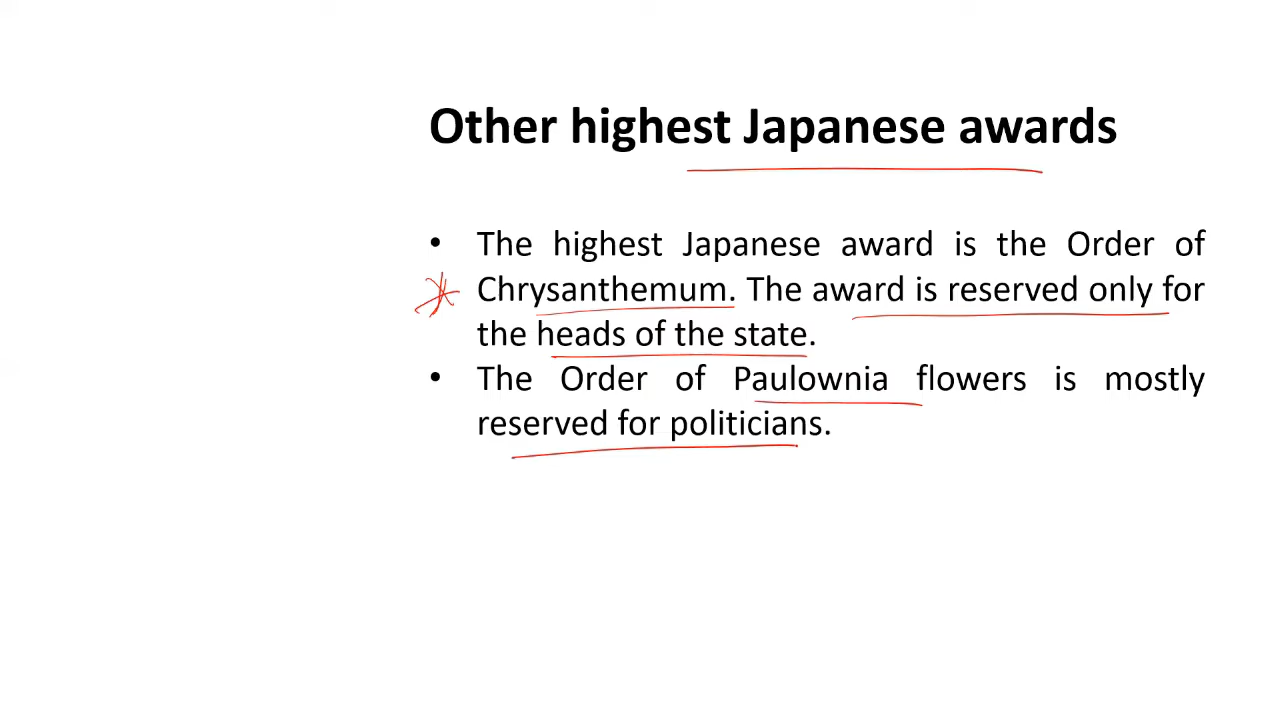 Other highest Japanese awards
• The highest Japanese award is the Order of
Chrysanthemum. The award is reserved only for
the heads of the state.
• The Order of Paulownia flowers is mostly
reserved for politicians.